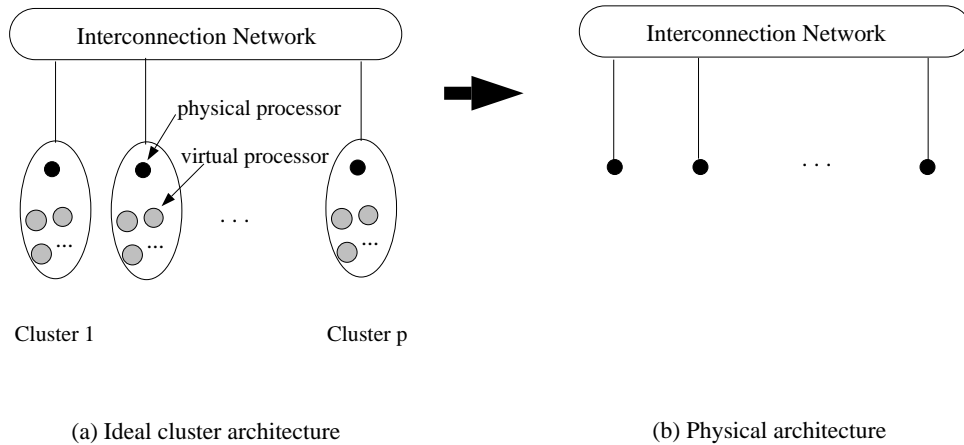 Interconnection Network
physical processor
virtual processor
...
...
...
. . .
Cluster 1
Cluster p
(a) Ideal cluster architecture
Interconnection Network
. . .
(b) Physical architecture